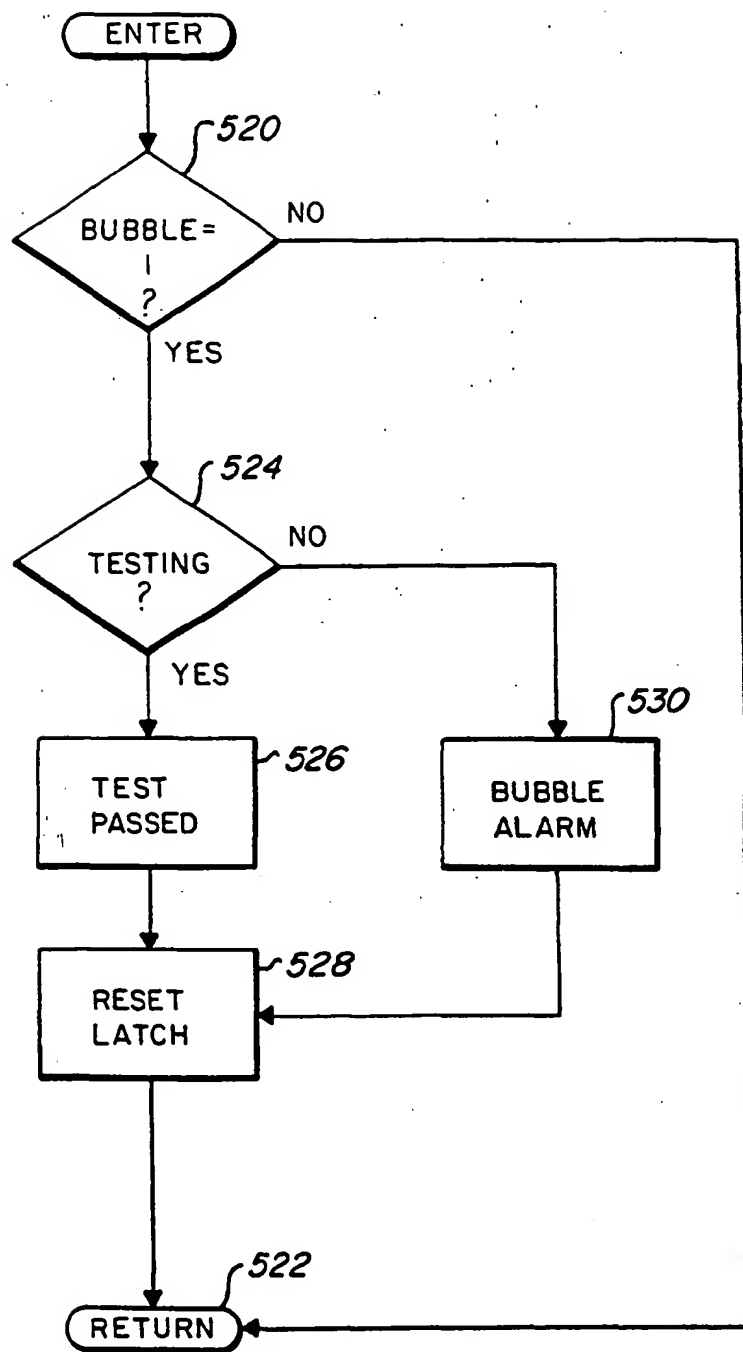 ENTER
520
BUBBLE=
1
?
NO
YES
524
TESTING
?
NO
YES
526
TEST
PASSED
530
BUBBLE
ALARM
528
RESET
LATCH
522
RETURN